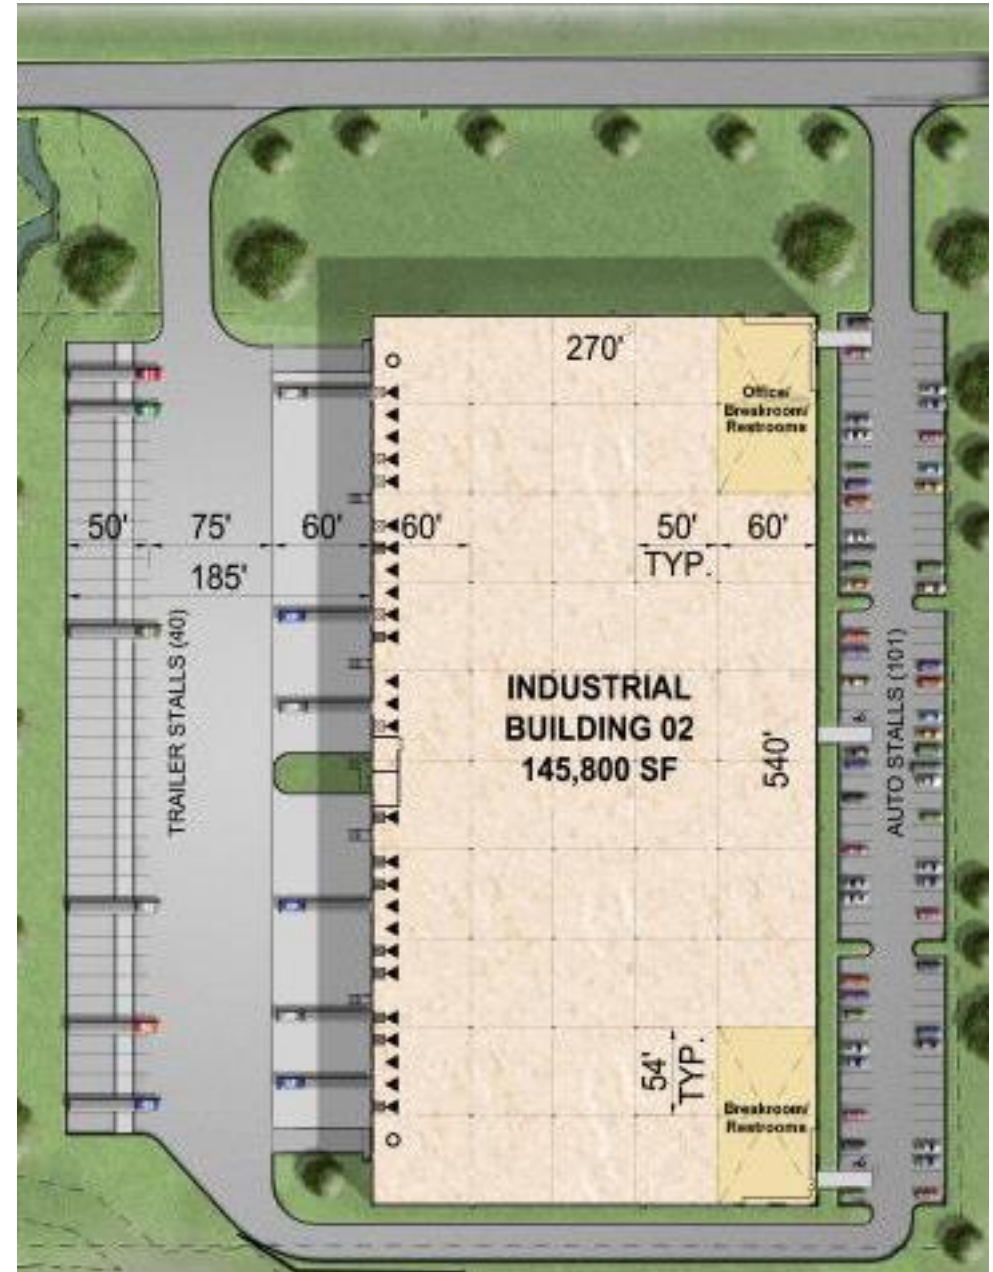 270'
Office/
Breakroom/
Restrooms
50'
75'
60'
60'
50'
TYP.
60'
185'
TRAILER STALLS (40)
INDUSTRIAL
BUILDING 02
145,800 SF
540'
AUTO STALLS (101)
54'
TYP.
Breakroom/
Restrooms